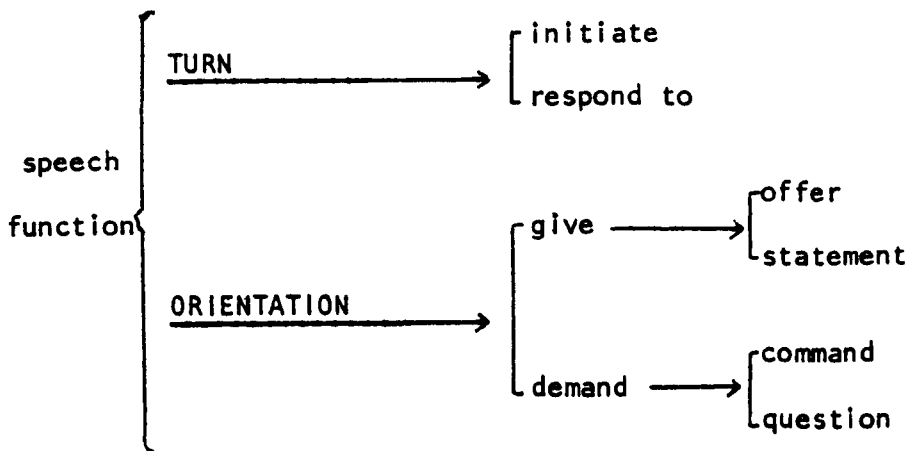 initiate
TURN
respond to
speech
function
offer
give
statement
ORIENTATION
command
demand
question